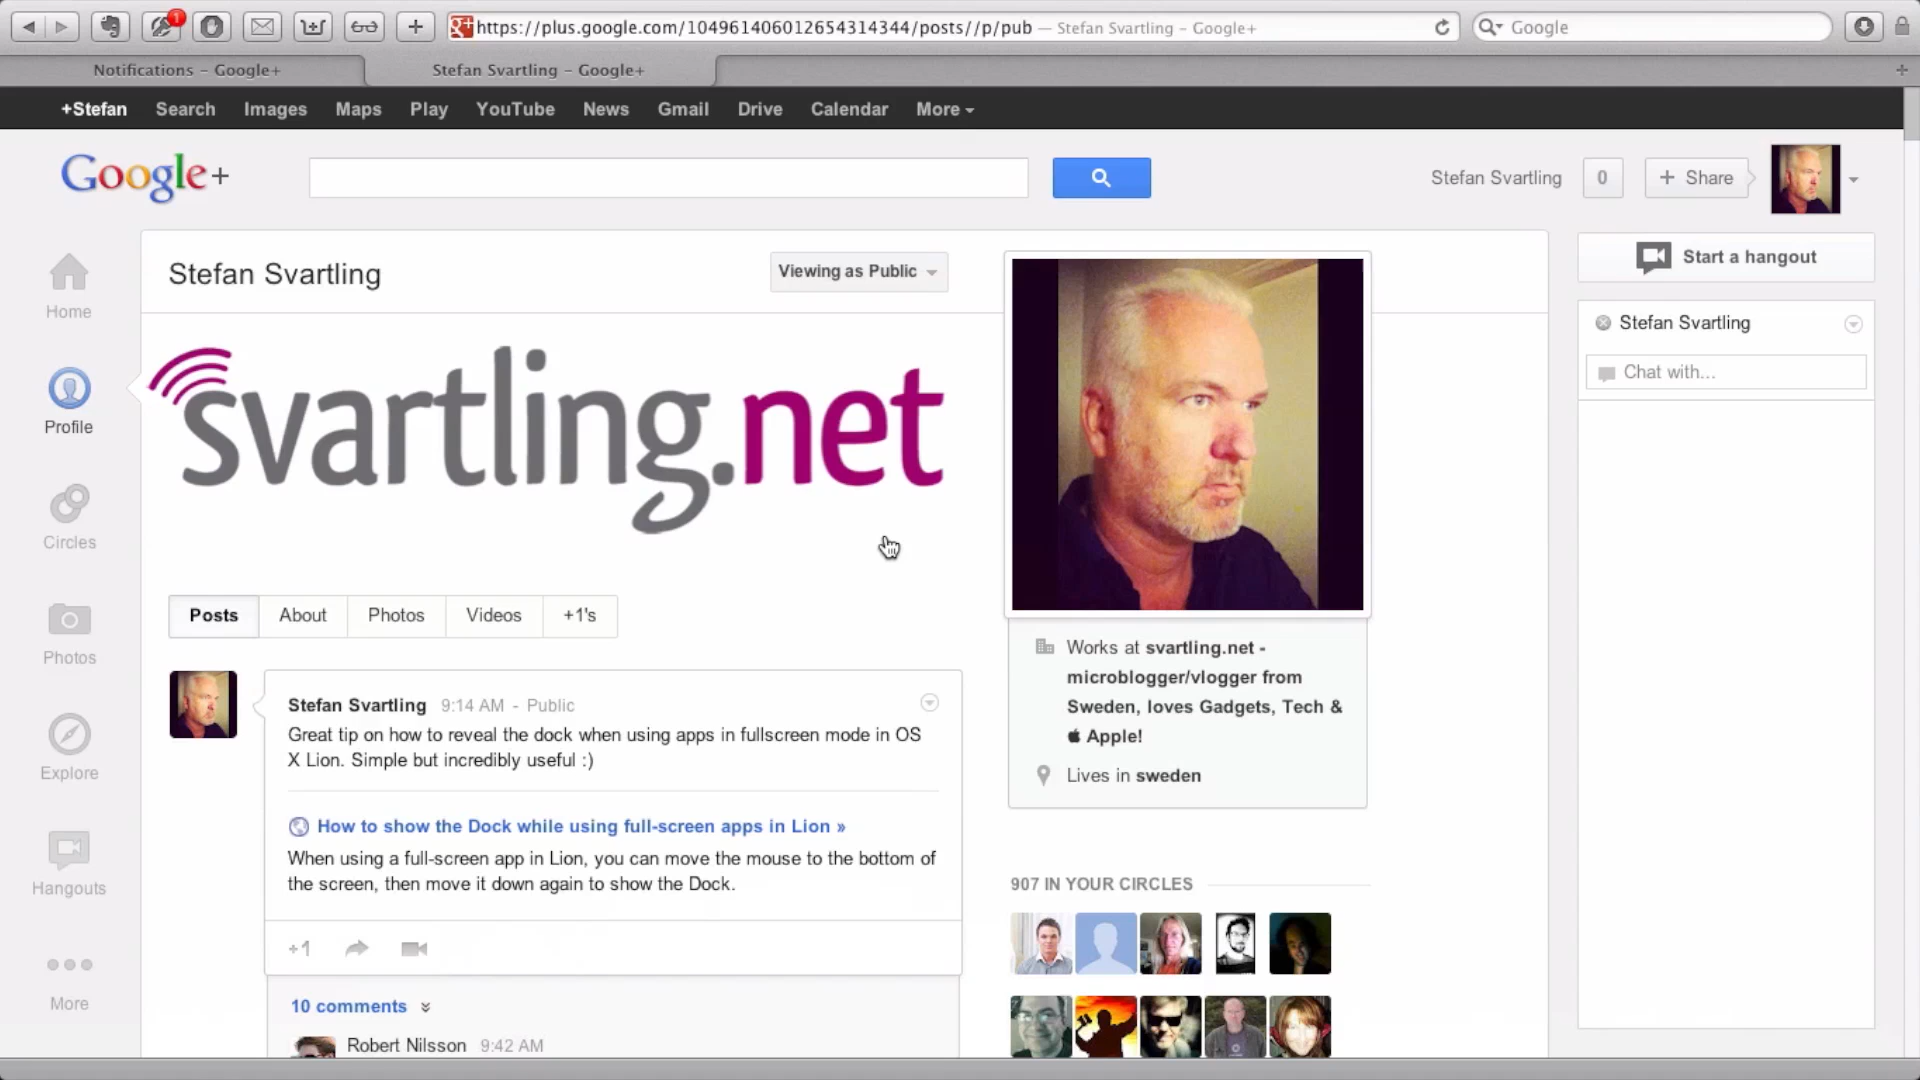 1
https://plus.google.com/104961406012654314344/posts//p/pub — Stefan Svartling – Google+
Google
Notifications – Google+
Stefan Svartling – Google+
+Stefan Search Images Maps Play YouTube News Gmail Drive Calendar More
Google+
Stefan Svartling
0
+ Share
Home
Profile
Circles
Photos
Explore
Hangouts
More
Stefan Svartling
Viewing as Public
svartling.net
Posts About Photos Videos +1's
Stefan Svartling 9:14 AM - Public
Great tip on how to reveal the dock when using apps in fullscreen mode in OS
X Lion. Simple but incredibly useful :)
How to show the Dock while using full-screen apps in Lion »
When using a full-screen app in Lion, you can move the mouse to the bottom of
the screen, then move it down again to show the Dock.
+1
10 comments
Robert Nilsson 9:42 AM
Works at svartling.net -
microblogger/vlogger from
Sweden, loves Gadgets, Tech &
Apple!
Lives in sweden
907 IN YOUR CIRCLES
Start a hangout
Stefan Svartling
Chat with...